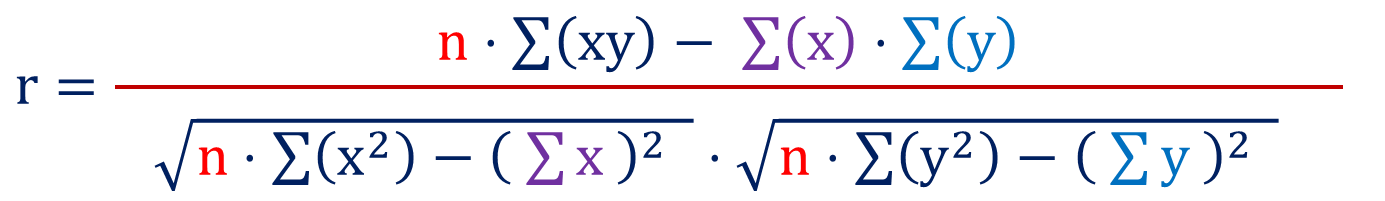 r = n · ∑(xy) − ∑(x) · ∑(y)
√n · ∑(x²) − ( ∑ x )² · √n · ∑(y²) − ( ∑ y )²